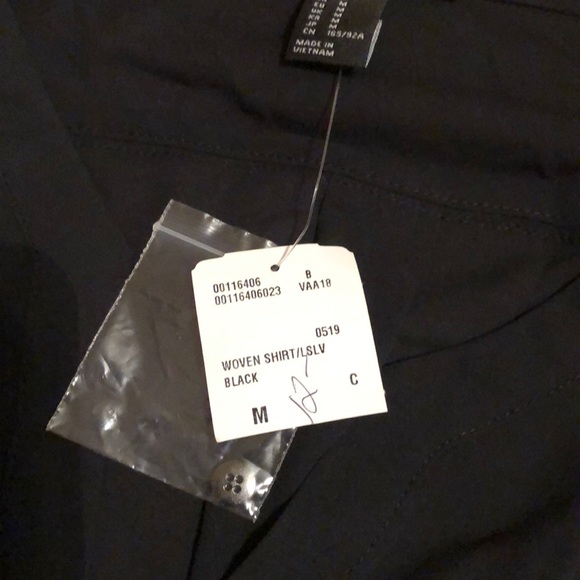 CN 165/92A
MADE IN
VIETNAM
00116406 B
00116406023 VAA18
0519
WOVEN SHIRT/LSLV
BLACK
M C